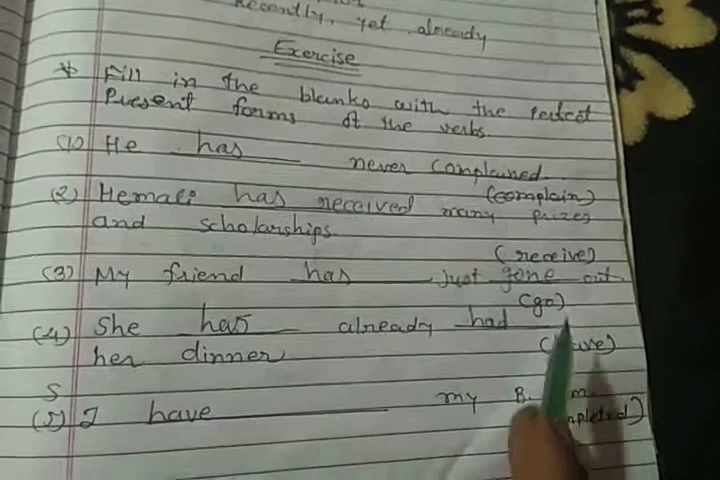 Recently, yet already
Exercise
* Fill in the blanks with the perfect
Present forms of the verbs.
(1) He has never complained.
(complain)
(2) Hemali has received many prizes
and scholarships.
(receive)
(3) My friend has just gone out
(go)
(4) She has already had
her dinner
S
(5) I have my B.